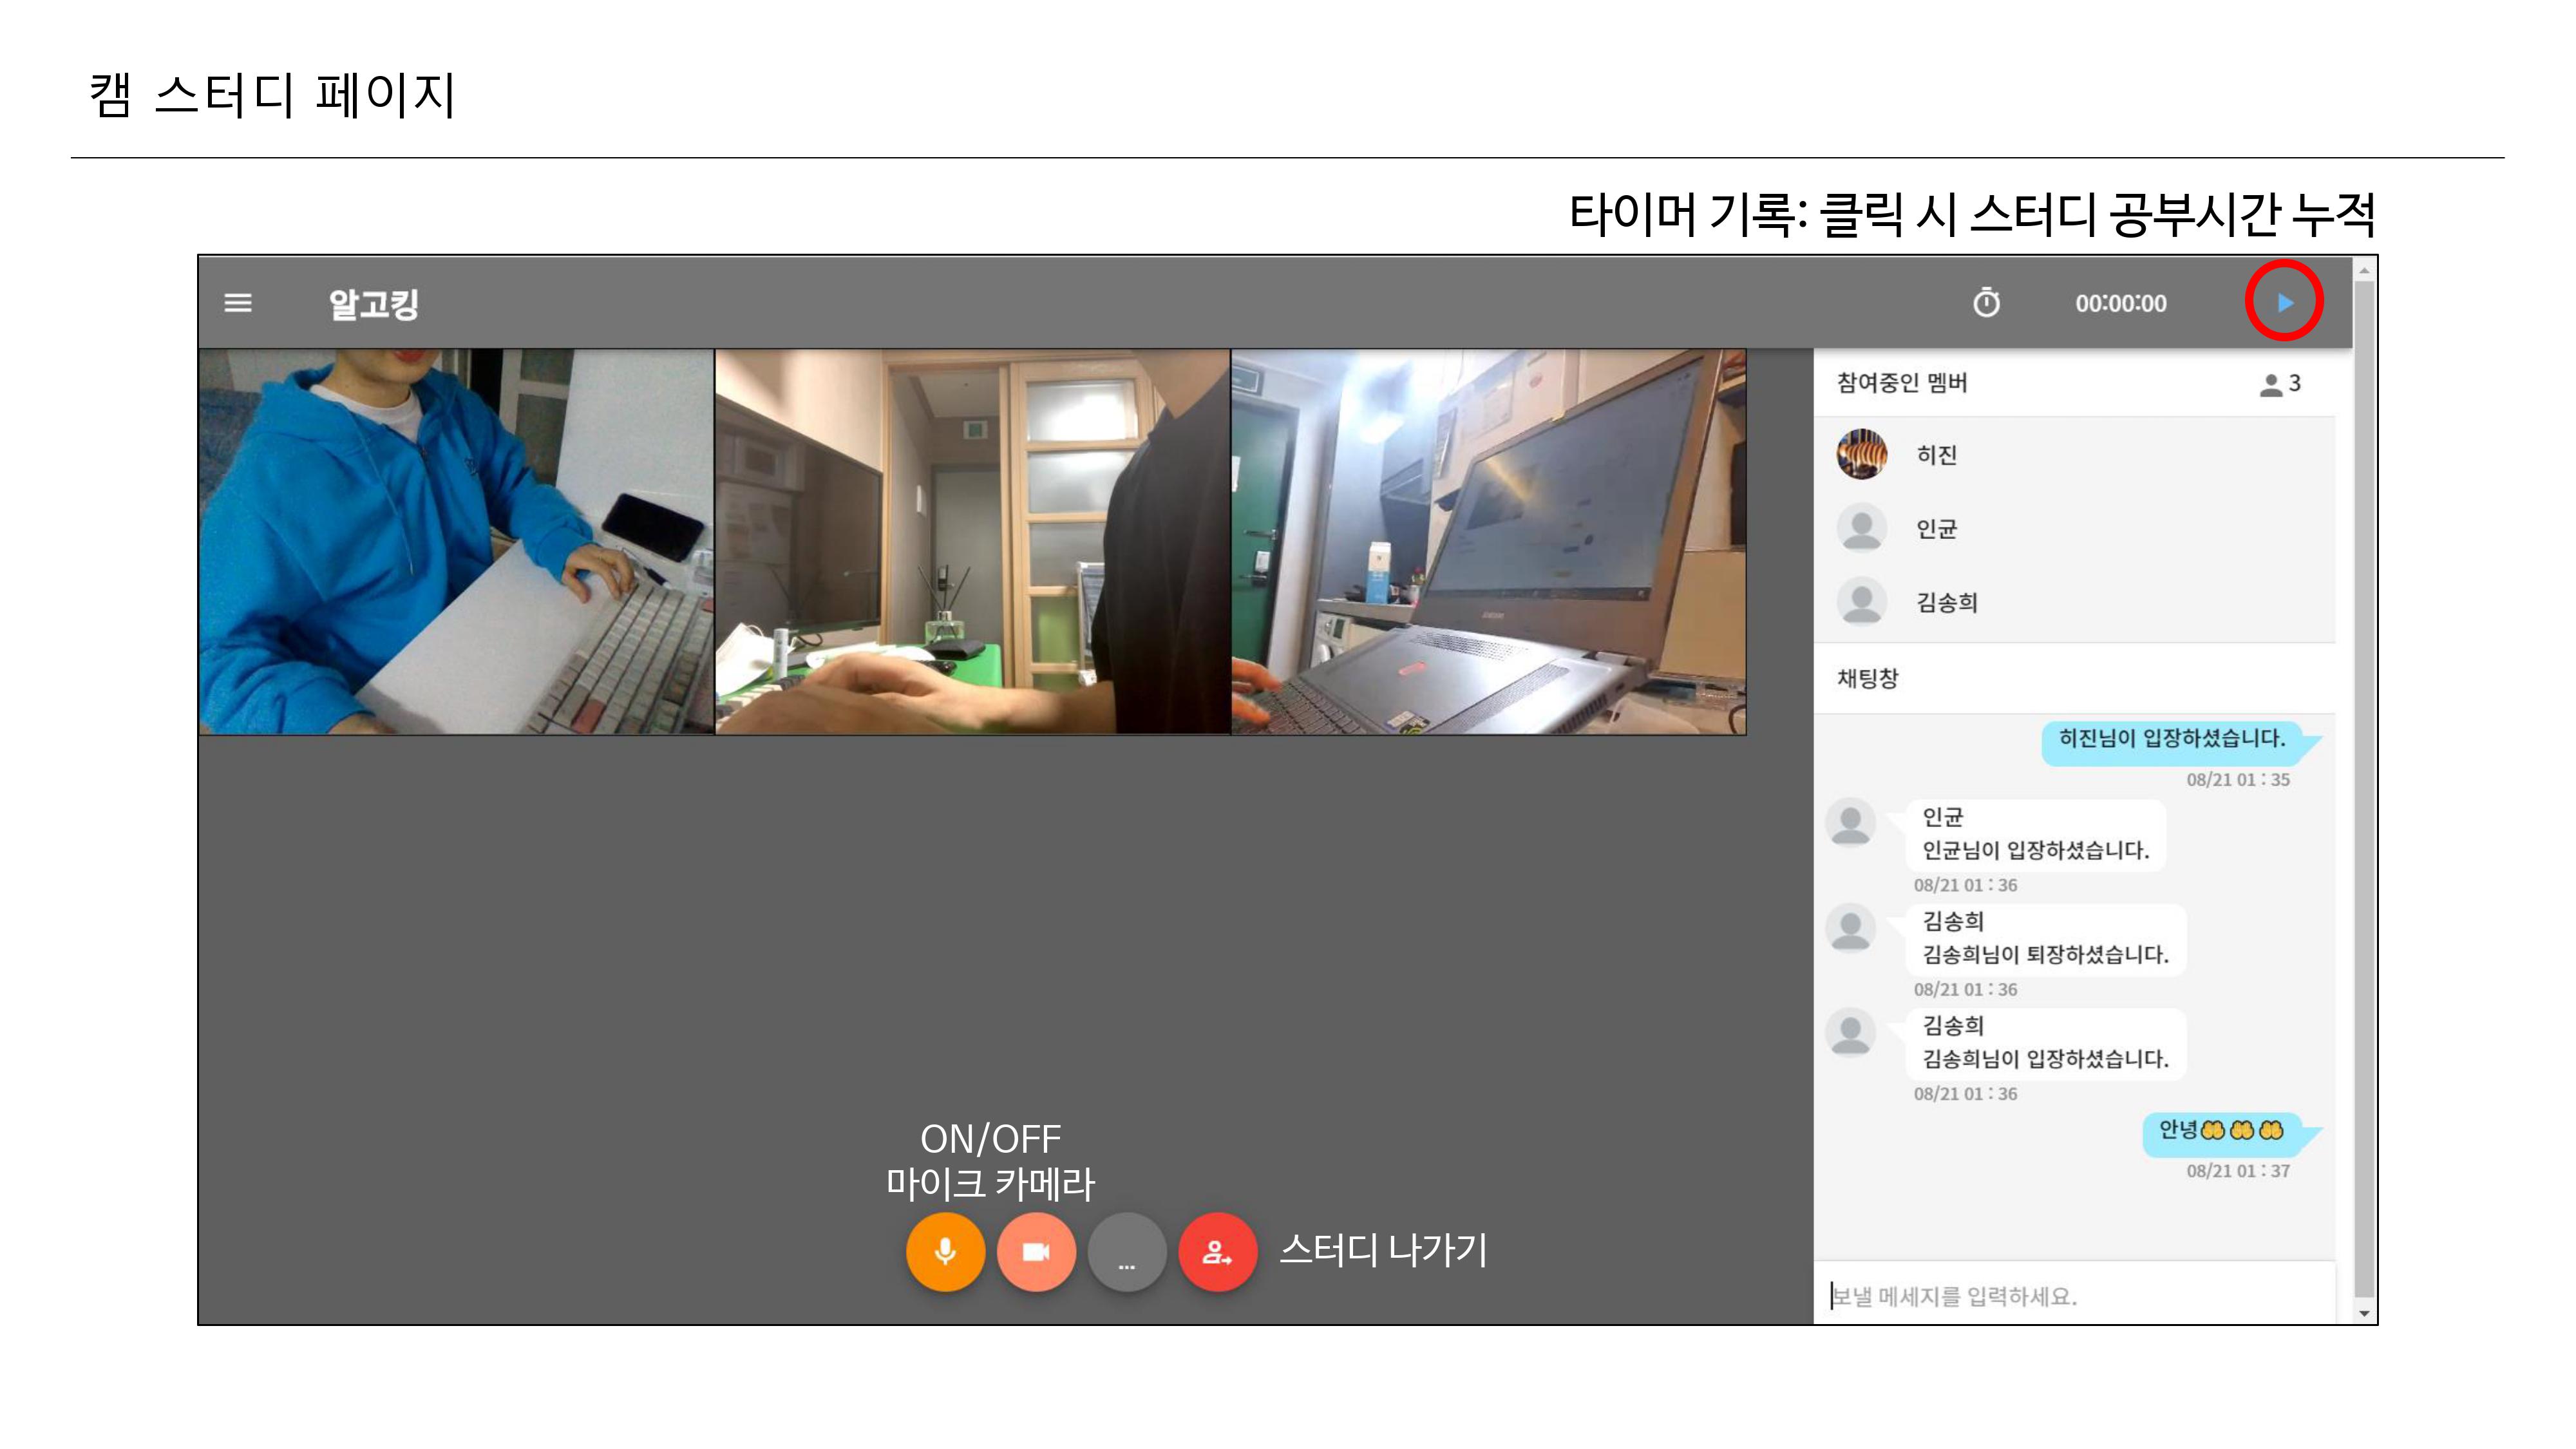 캠 스터디 페이지
타이머 기록: 클릭 시 스터디 공부시간 누적
알고킹
00:00:00
참여중인 멤버
3
히진
인균
김송희
채팅창
히진님이 입장하셨습니다.
08/21 01 : 35
인균
인균님이 입장하셨습니다.
08/21 01 : 36
김송희
김송희님이 퇴장하셨습니다.
08/21 01 : 36
김송희
김송희님이 입장하셨습니다.
08/21 01 : 36
안녕🤲🤲🤲
08/21 01 : 37
보낼 메세지를 입력하세요.
ON/OFF
마이크 카메라
...
스터디 나가기